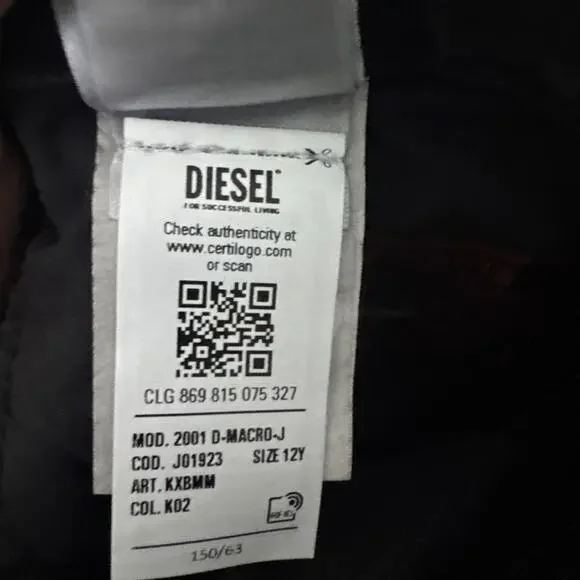 DIESEL
FOR SUCCESSFUL LIVING
Check authenticity at
www.certilogo.com
or scan
CLG 869 815 075 327
MOD. 2001 D-MACRO-J
COD. J01923 SIZE 12Y
ART. KXBMM
COL. K02
RFID
150/63